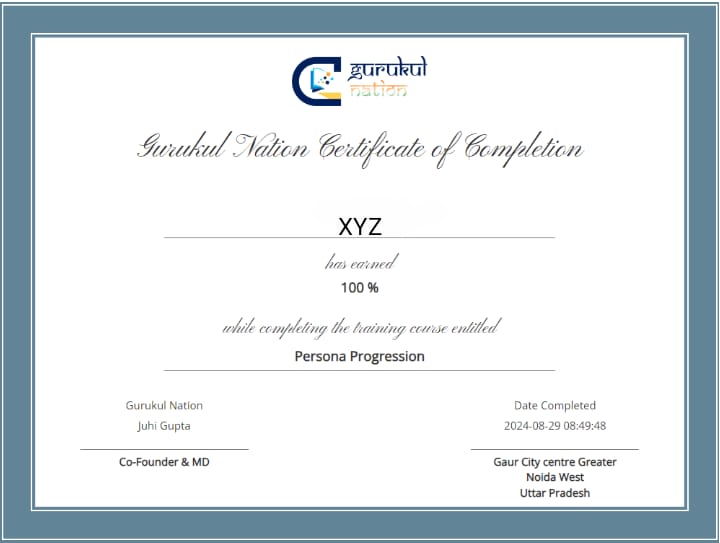 gurukul
nation
Gurukul Nation Certificate of Completion
XYZ
has earned
100 %
while completing the training course entitled
Persona Progression
Gurukul Nation
Juhi Gupta
Co-Founder & MD
Date Completed
2024-08-29 08:49:48
Gaur City centre Greater
Noida West
Uttar Pradesh